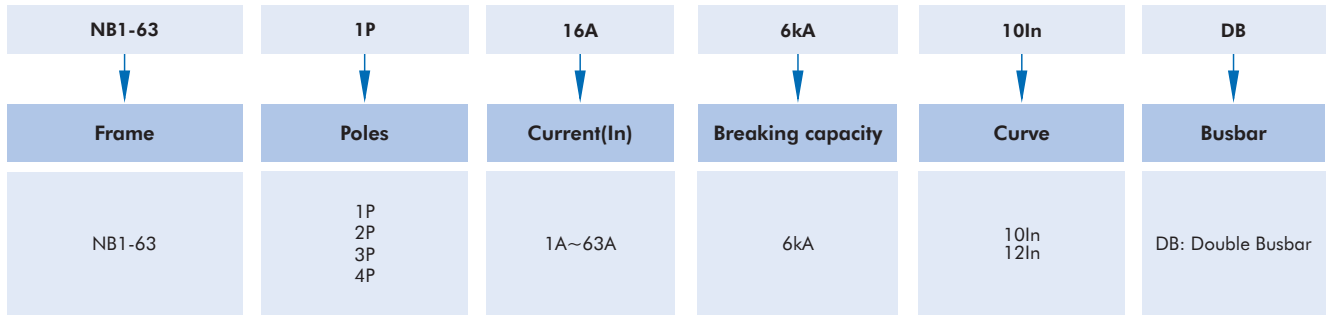 NB1-63 1P 16A 6kA 10In DB
Frame Poles Current(In) Breaking capacity Curve Busbar
NB1-63
1P
2P
3P
4P
1A~63A
6kA
10In
12In
DB: Double Busbar